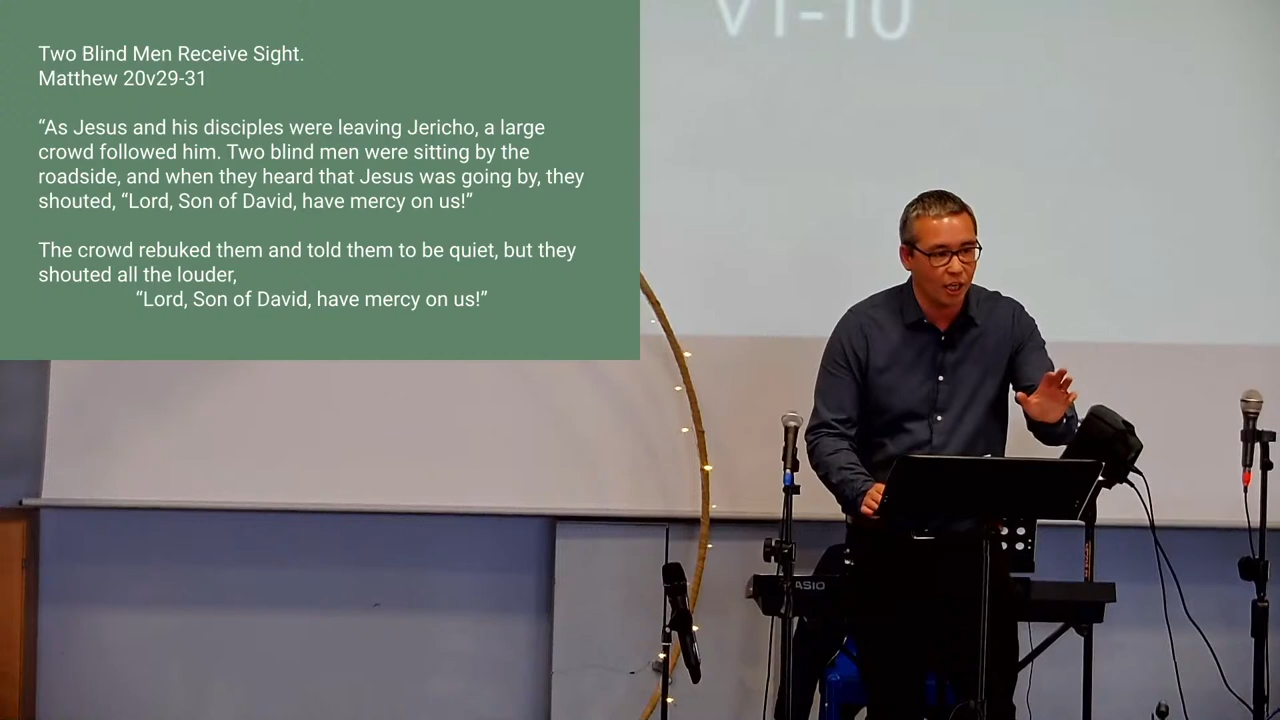 Two Blind Men Receive Sight.
Matthew 20v29-31
“As Jesus and his disciples were leaving Jericho, a large
crowd followed him. Two blind men were sitting by the
roadside, and when they heard that Jesus was going by, they
shouted, “Lord, Son of David, have mercy on us!”
The crowd rebuked them and told them to be quiet, but they
shouted all the louder,
“Lord, Son of David, have mercy on us!”
V1-10
ASIO